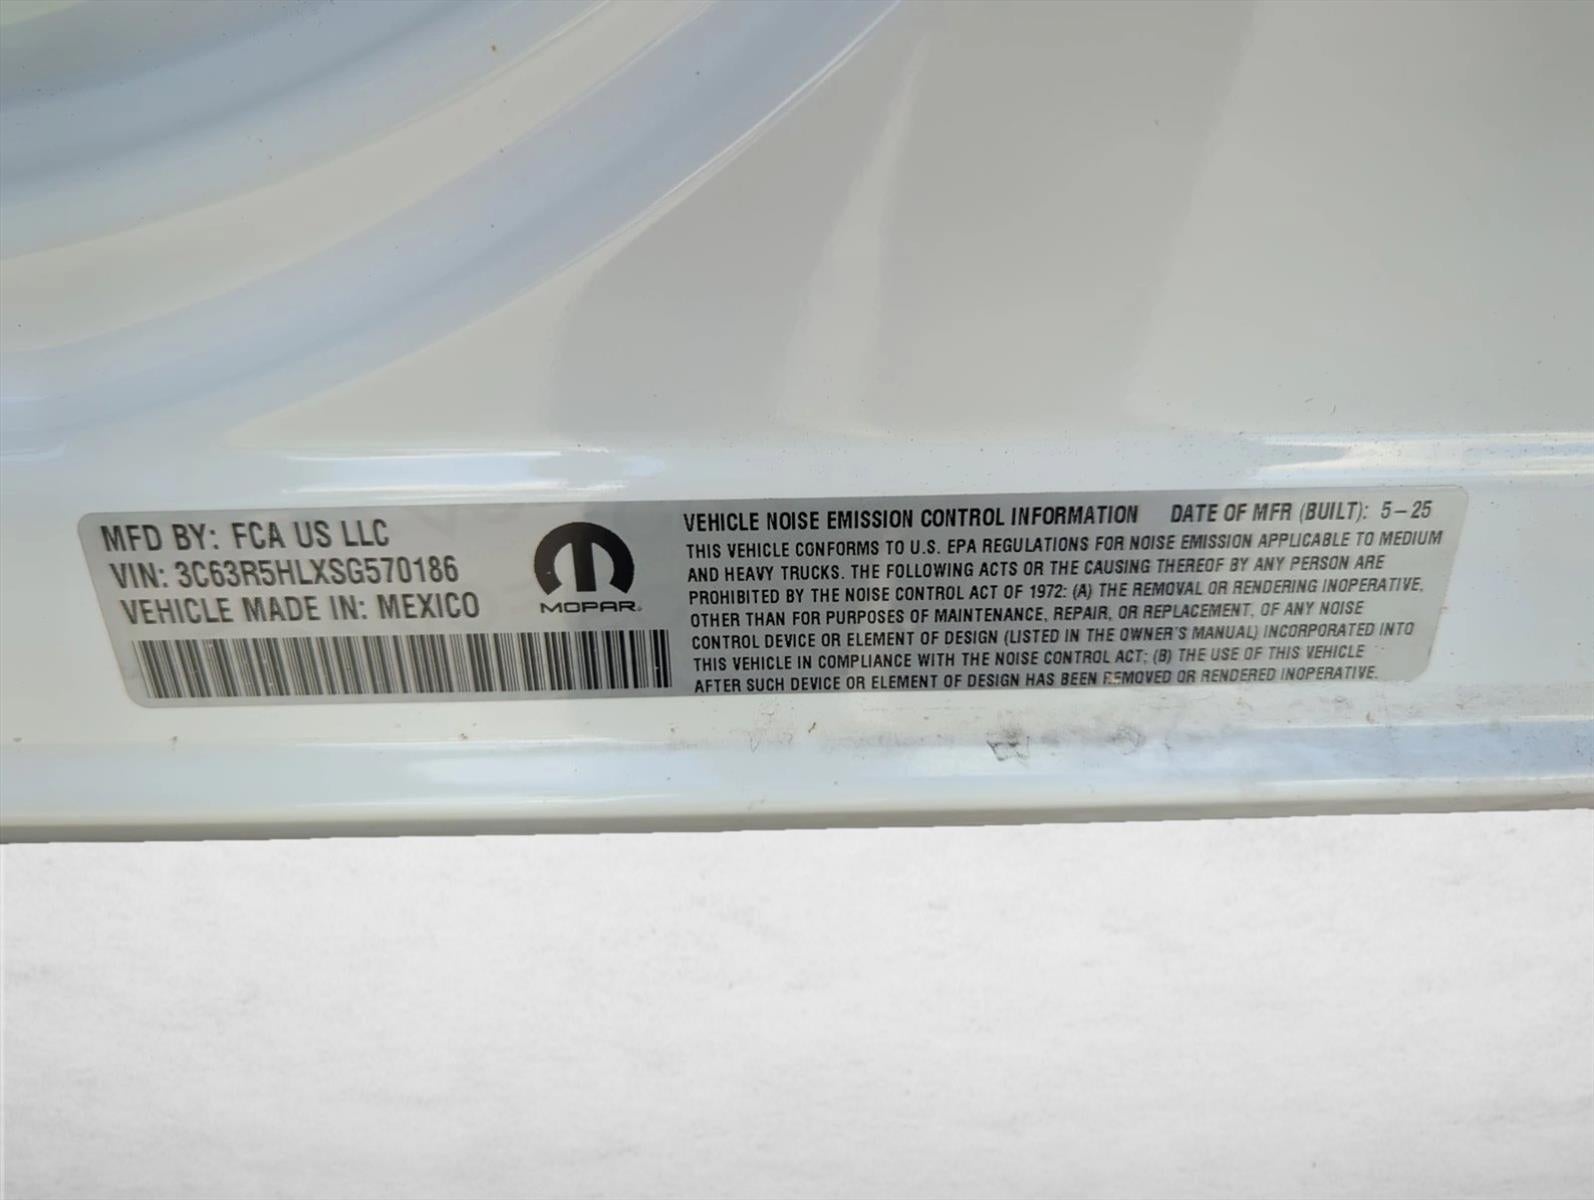 MFD BY: FCA US LLC
VIN: 3C63R5HLXSG570186
VEHICLE MADE IN: MEXICO
MOPAR®
VEHICLE NOISE EMISSION CONTROL INFORMATION DATE OF MFR (BUILT): 5-25
THIS VEHICLE CONFORMS TO U.S. EPA REGULATIONS FOR NOISE EMISSION APPLICABLE TO MEDIUM
AND HEAVY TRUCKS. THE FOLLOWING ACTS OR THE CAUSING THEREOF BY ANY PERSON ARE
PROHIBITED BY THE NOISE CONTROL ACT OF 1972: (A) THE REMOVAL OR RENDERING INOPERATIVE,
OTHER THAN FOR PURPOSES OF MAINTENANCE, REPAIR, OR REPLACEMENT, OF ANY NOISE
CONTROL DEVICE OR ELEMENT OF DESIGN (LISTED IN THE OWNER'S MANUAL) INCORPORATED INTO
THIS VEHICLE IN COMPLIANCE WITH THE NOISE CONTROL ACT; (B) THE USE OF THIS VEHICLE
AFTER SUCH DEVICE OR ELEMENT OF DESIGN HAS BEEN REMOVED OR RENDERED INOPERATIVE.